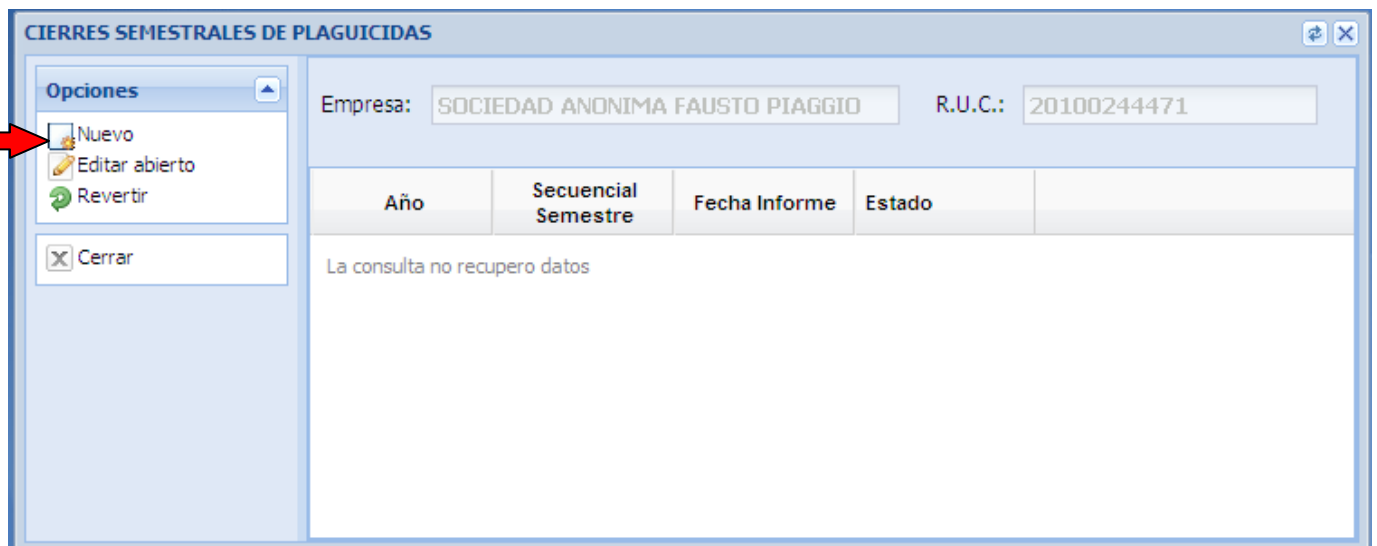 CIERRES SEMESTRALES DE PLAGUICIDAS
Opciones
Nuevo
Editar abierto
Revertir
Cerrar
Empresa: SOCIEDAD ANONIMA FAUSTO PIAGGIO R.U.C.: 20100244471
Año Secuencial Semestre Fecha Informe Estado
La consulta no recupero datos